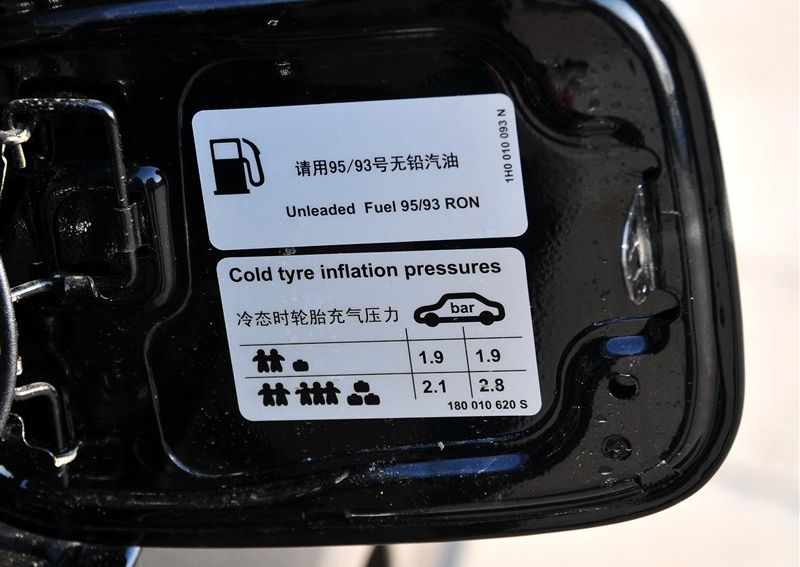 请用95/93号无铅汽油
Unleaded Fuel 95/93 RON
1H0 010 093 N
Cold tyre inflation pressures
冷态时轮胎充气压力
bar
1.9 1.9
2.1 2.8
180 010 620 S